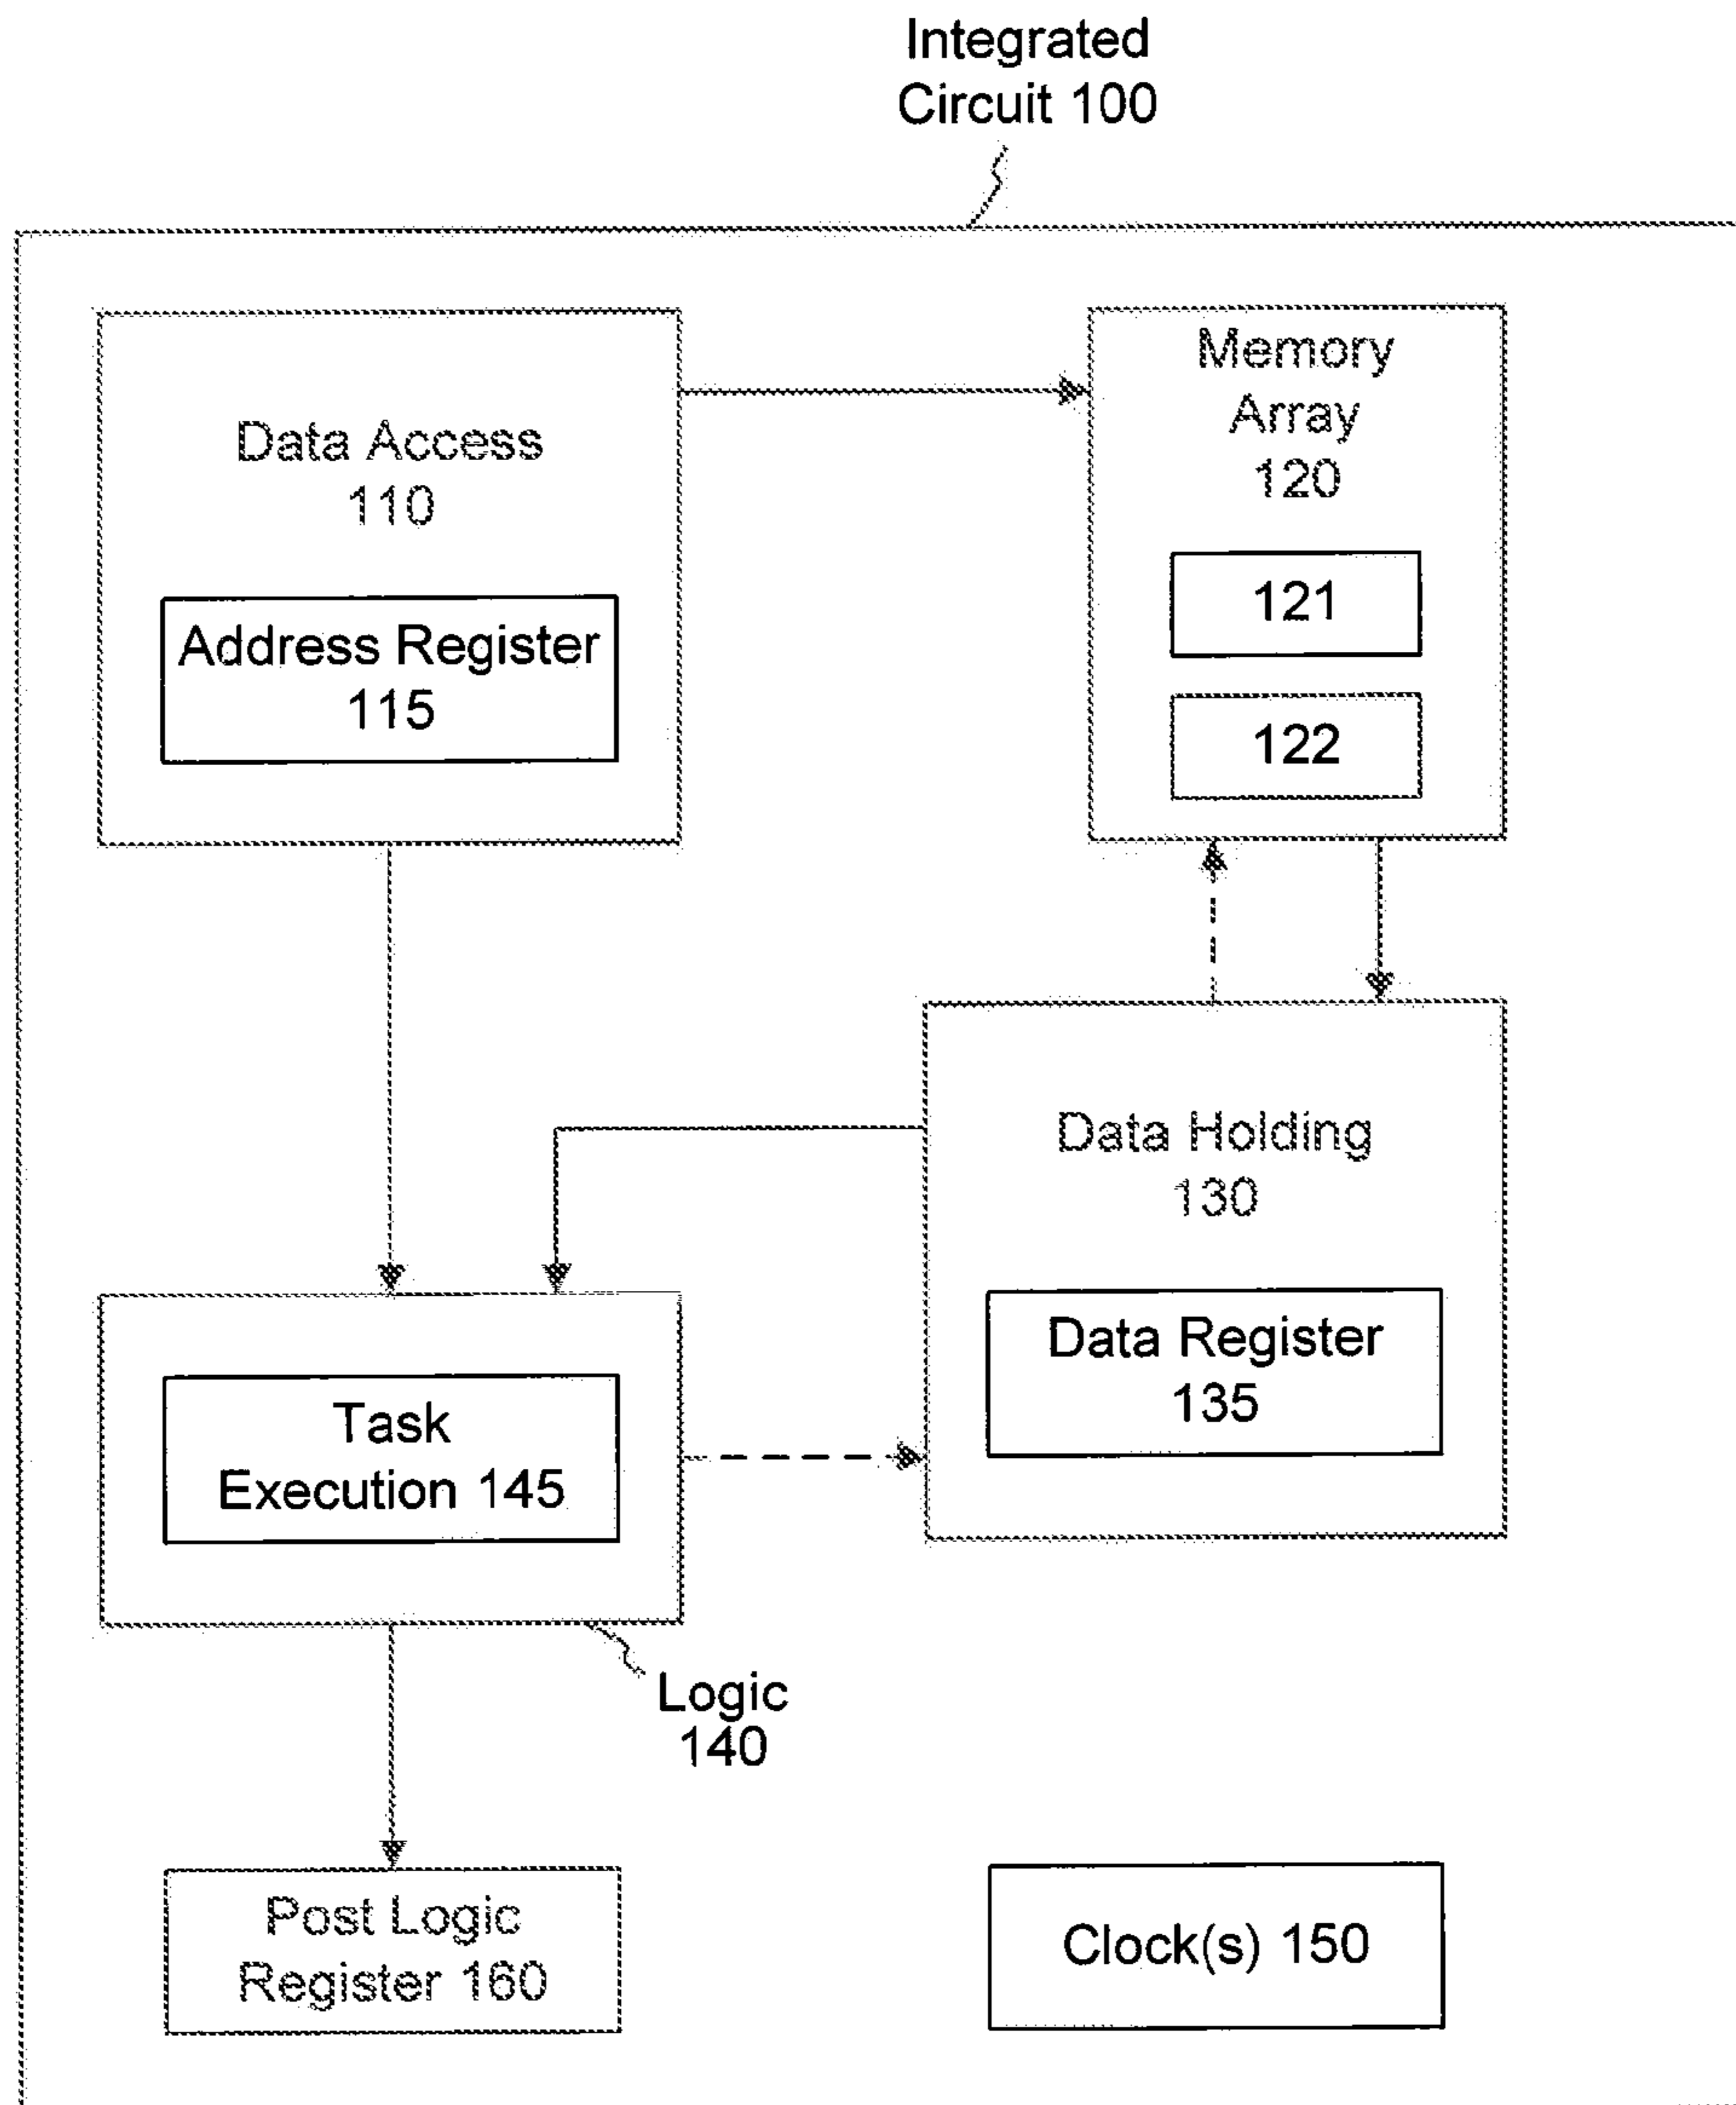 Integrated
Circuit 100
Data Access
110
Address Register
115
Memory
Array
120
121
122
Data Holding
130
Data Register
135
Task
Execution 145
Logic
140
Post Logic
Register 160
Clock(s) 150